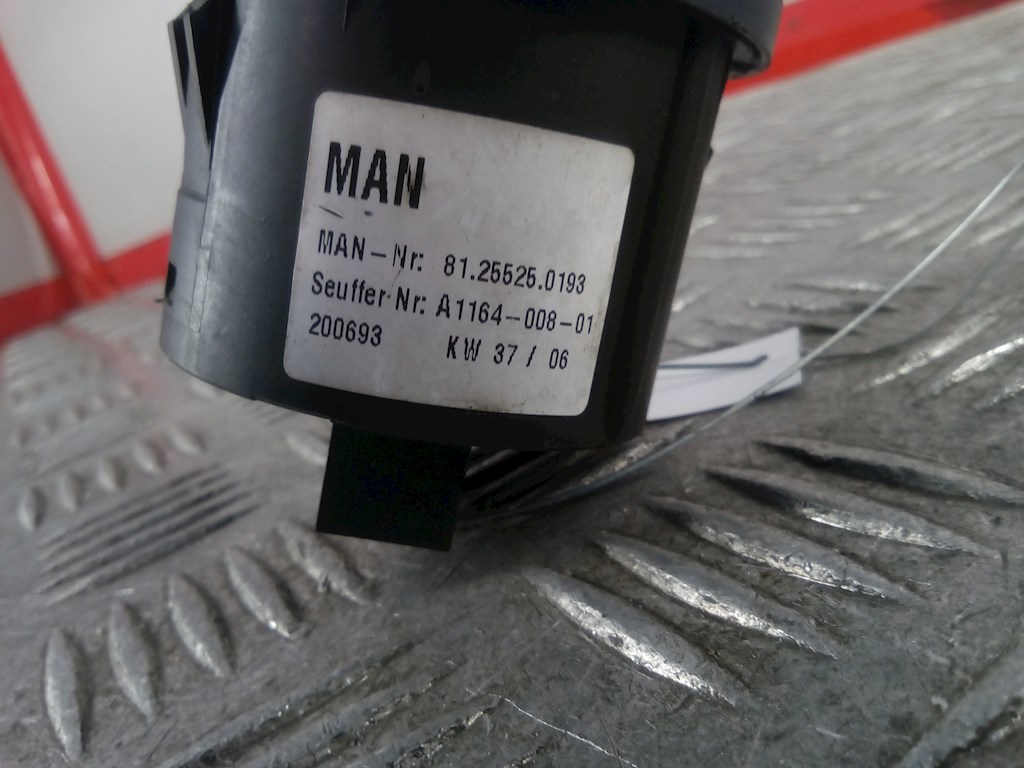 MAN
MAN-Nr: 81.25525.0193
Seuffer-Nr: A1164-008-01
200693 KW 37 / 06